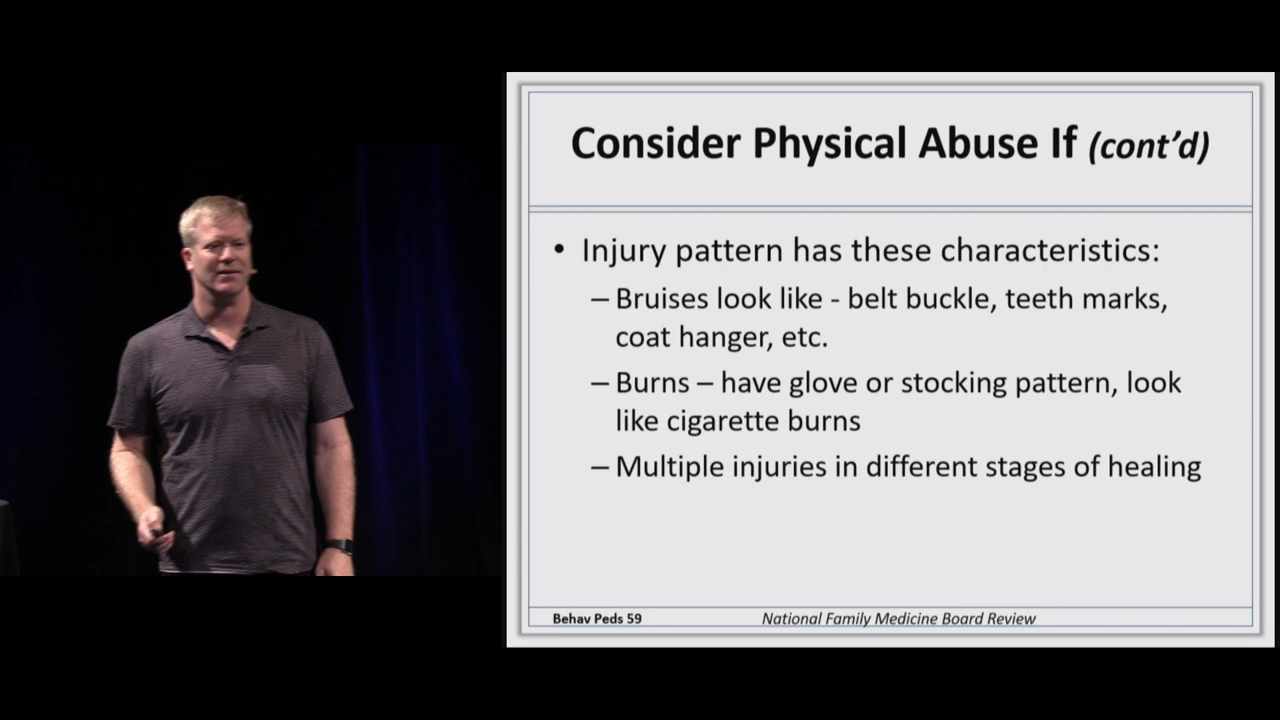 Consider Physical Abuse If (cont’d)
• Injury pattern has these characteristics:
– Bruises look like - belt buckle, teeth marks,
coat hanger, etc.
– Burns – have glove or stocking pattern, look
like cigarette burns
– Multiple injuries in different stages of healing
Behav Peds 59
National Family Medicine Board Review